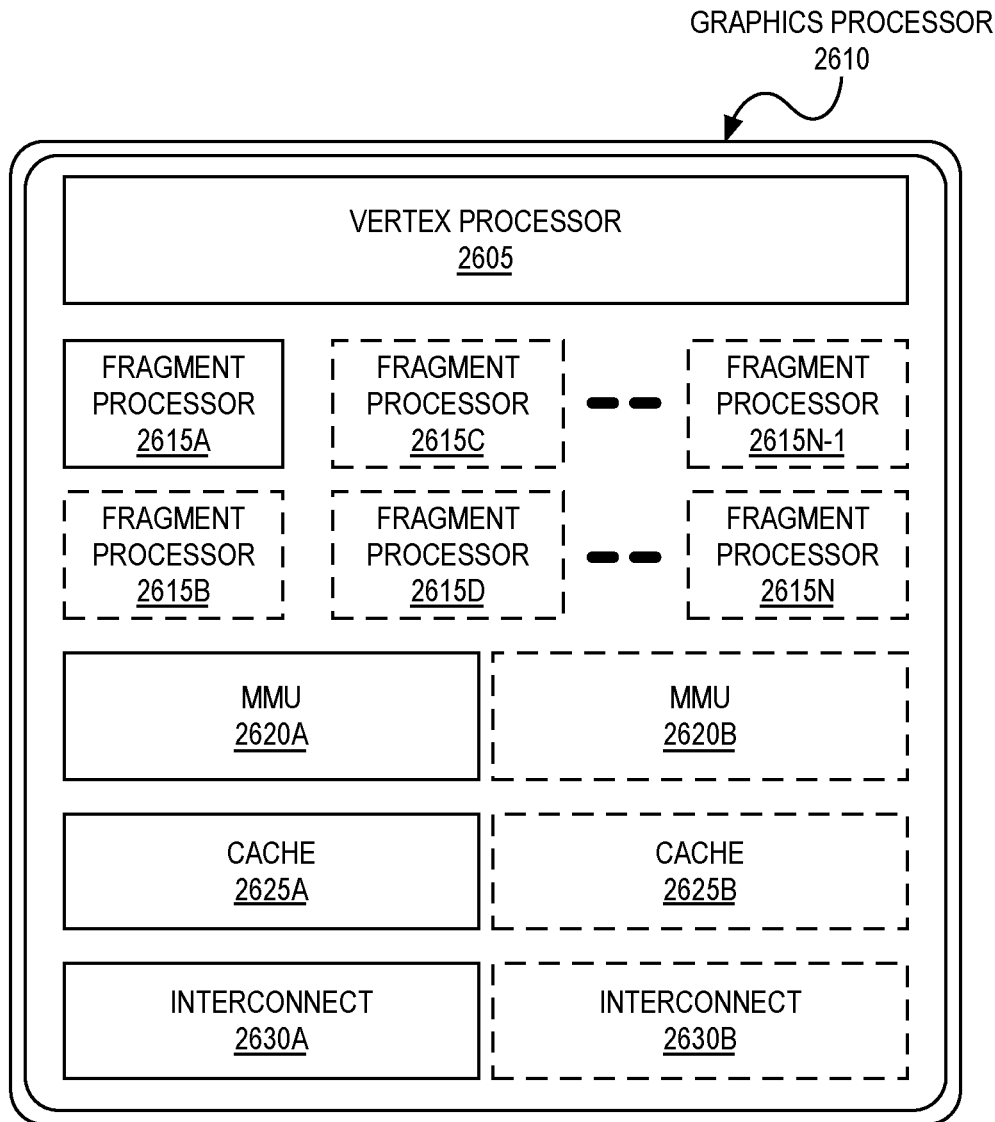 GRAPHICS PROCESSOR
2610
VERTEX PROCESSOR
2605
FRAGMENT
PROCESSOR
2615A
FRAGMENT
PROCESSOR
2615C
FRAGMENT
PROCESSOR
2615N-1
FRAGMENT
PROCESSOR
2615B
FRAGMENT
PROCESSOR
2615D
FRAGMENT
PROCESSOR
2615N
MMU
2620A
MMU
2620B
CACHE
2625A
CACHE
2625B
INTERCONNECT
2630A
INTERCONNECT
2630B